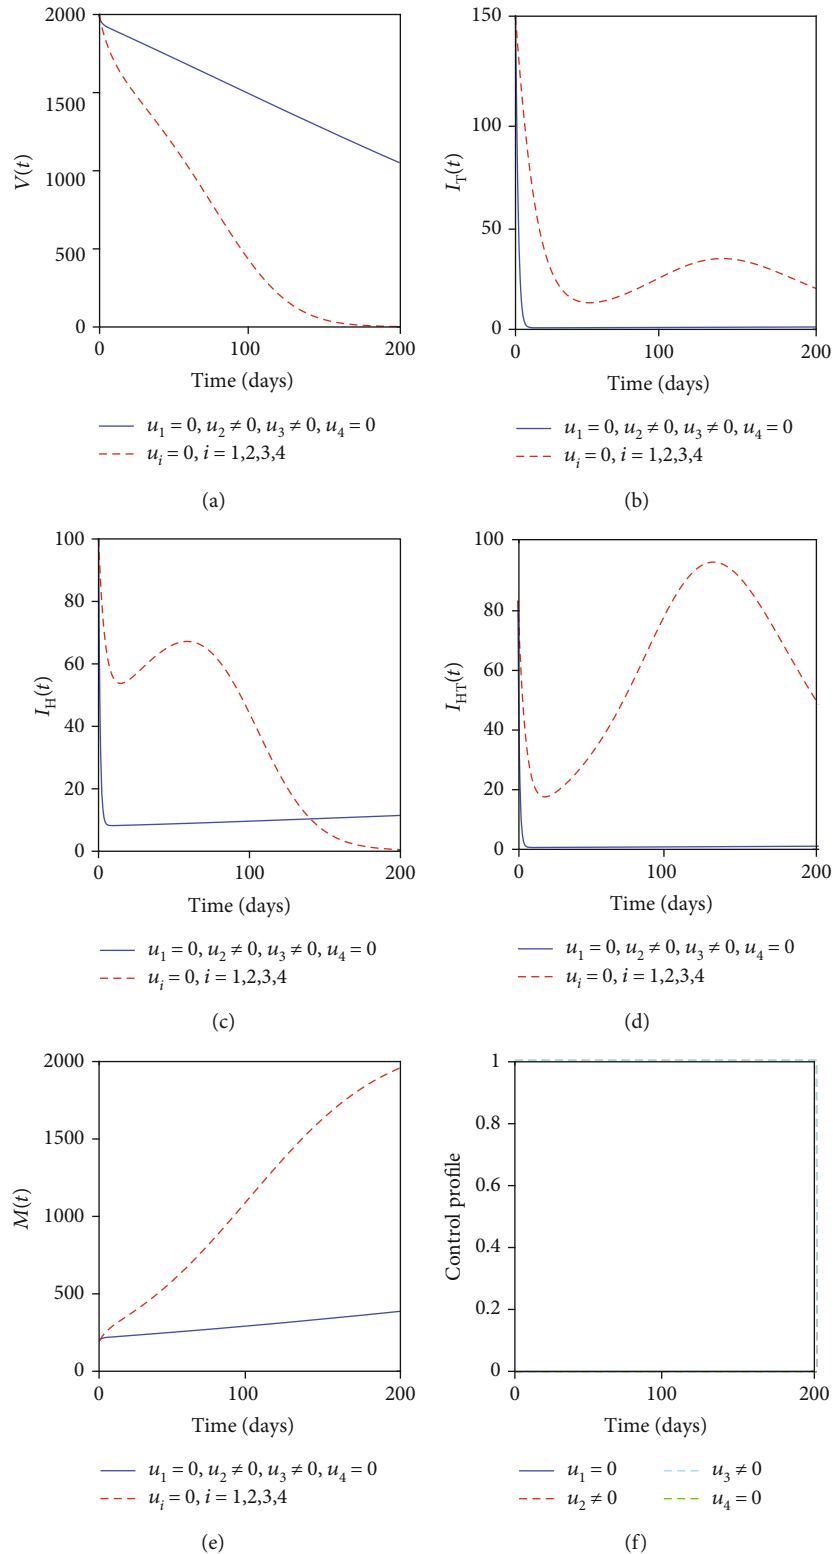 2000
1500
1000
500
0
V(t)
0 100 200
Time (days)
u₁ = 0, u₂ ≠ 0, u₃ ≠ 0, u₄ = 0
uᵢ = 0, i = 1,2,3,4
(a)
150
100
50
0
I_T(t)
0 100 200
Time (days)
u₁ = 0, u₂ ≠ 0, u₃ ≠ 0, u₄ = 0
uᵢ = 0, i = 1,2,3,4
(b)
100
80
60
40
20
0
I_H(t)
0 100 200
Time (days)
u₁ = 0, u₂ ≠ 0, u₃ ≠ 0, u₄ = 0
uᵢ = 0, i = 1,2,3,4
(c)
100
80
60
40
20
0
I_HT(t)
0 100 200
Time (days)
u₁ = 0, u₂ ≠ 0, u₃ ≠ 0, u₄ = 0
uᵢ = 0, i = 1,2,3,4
(d)
2000
1500
1000
500
0
M(t)
0 100 200
Time (days)
u₁ = 0, u₂ ≠ 0, u₃ ≠ 0, u₄ = 0
uᵢ = 0, i = 1,2,3,4
(e)
1
0.8
0.6
0.4
0.2
0
Control profile
0 100 200
Time (days)
u₁ = 0 u₃ ≠ 0
u₂ ≠ 0 u₄ = 0
(f)